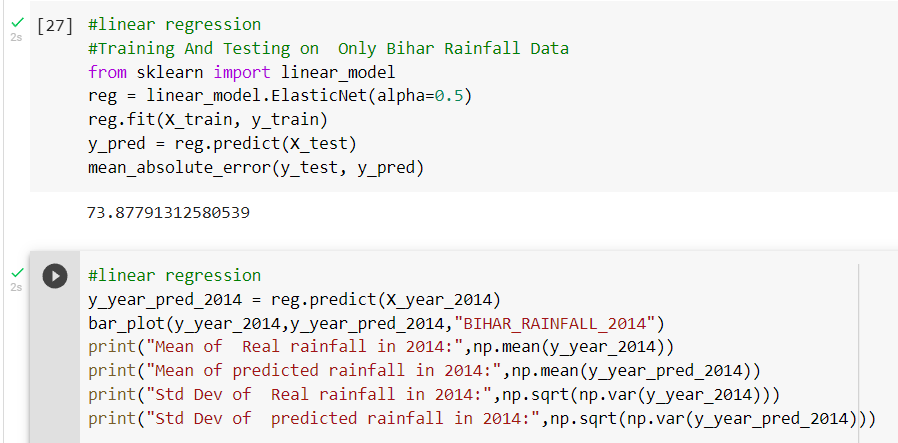 [27] #linear regression
2s
#Training And Testing on  Only Bihar Rainfall Data
from sklearn import linear_model
reg = linear_model.ElasticNet(alpha=0.5)
reg.fit(X_train, y_train)
y_pred = reg.predict(X_test)
mean_absolute_error(y_test, y_pred)
73.87791312580539
#linear regression
2s
y_year_pred_2014 = reg.predict(X_year_2014)
bar_plot(y_year_2014,y_year_pred_2014,"BIHAR_RAINFALL_2014")
print("Mean of  Real rainfall in 2014:",np.mean(y_year_2014))
print("Mean of predicted rainfall in 2014:",np.mean(y_year_pred_2014))
print("Std Dev of  Real rainfall in 2014:",np.sqrt(np.var(y_year_2014)))
print("Std Dev of  predicted rainfall in 2014:",np.sqrt(np.var(y_year_pred_2014)))